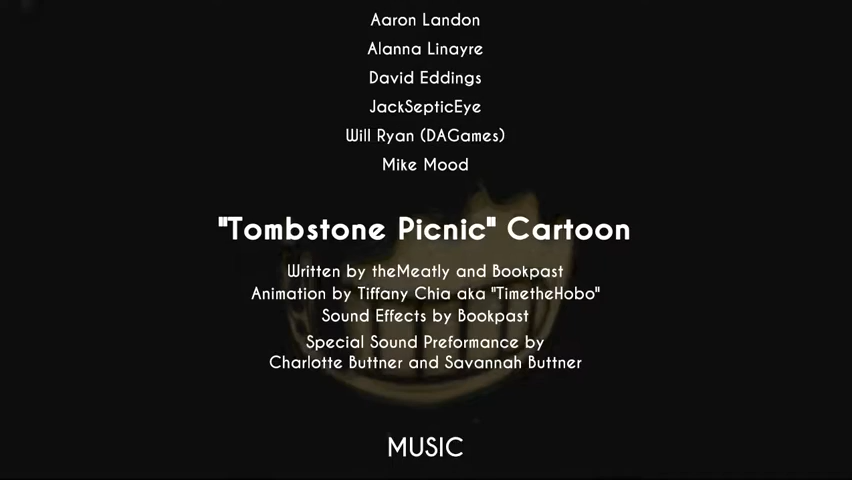 Aaron Landon
Alanna Linayre
David Eddings
JackSepticEye
Will Ryan (DAGames)
Mike Mood
"Tombstone Picnic" Cartoon
Written by theMeatly and Bookpast
Animation by Tiffany Chia aka "TimetheHobo"
Sound Effects by Bookpast
Special Sound Preformance by
Charlotte Buttner and Savannah Buttner
MUSIC